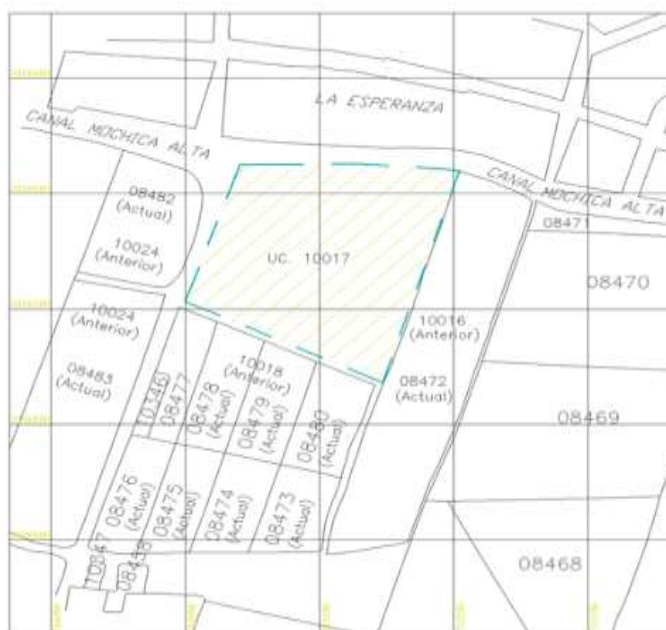 LA ESPERANZA
CANAL MOCHICA ALTA
CANAL MOCHICA ALTA
08482
(Actual)
10024
(Anterior)
UC. 10017
08471
08470
10024
(Anterior)
08483
(Actual)
10016
(Anterior)
08472
(Actual)
10018
(Anterior)
08477
08478
(Actual)
08479
(Actual)
08480
(Actual)
08469
08476
(Actual)
08475
(Actual)
08474
(Actual)
08473
(Actual)
08468